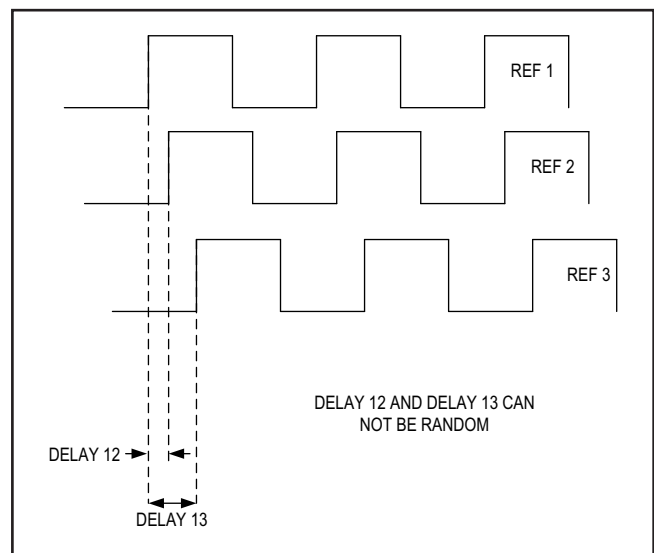 REF 1
REF 2
REF 3
DELAY 12 AND DELAY 13 CAN
NOT BE RANDOM
DELAY 12
DELAY 13